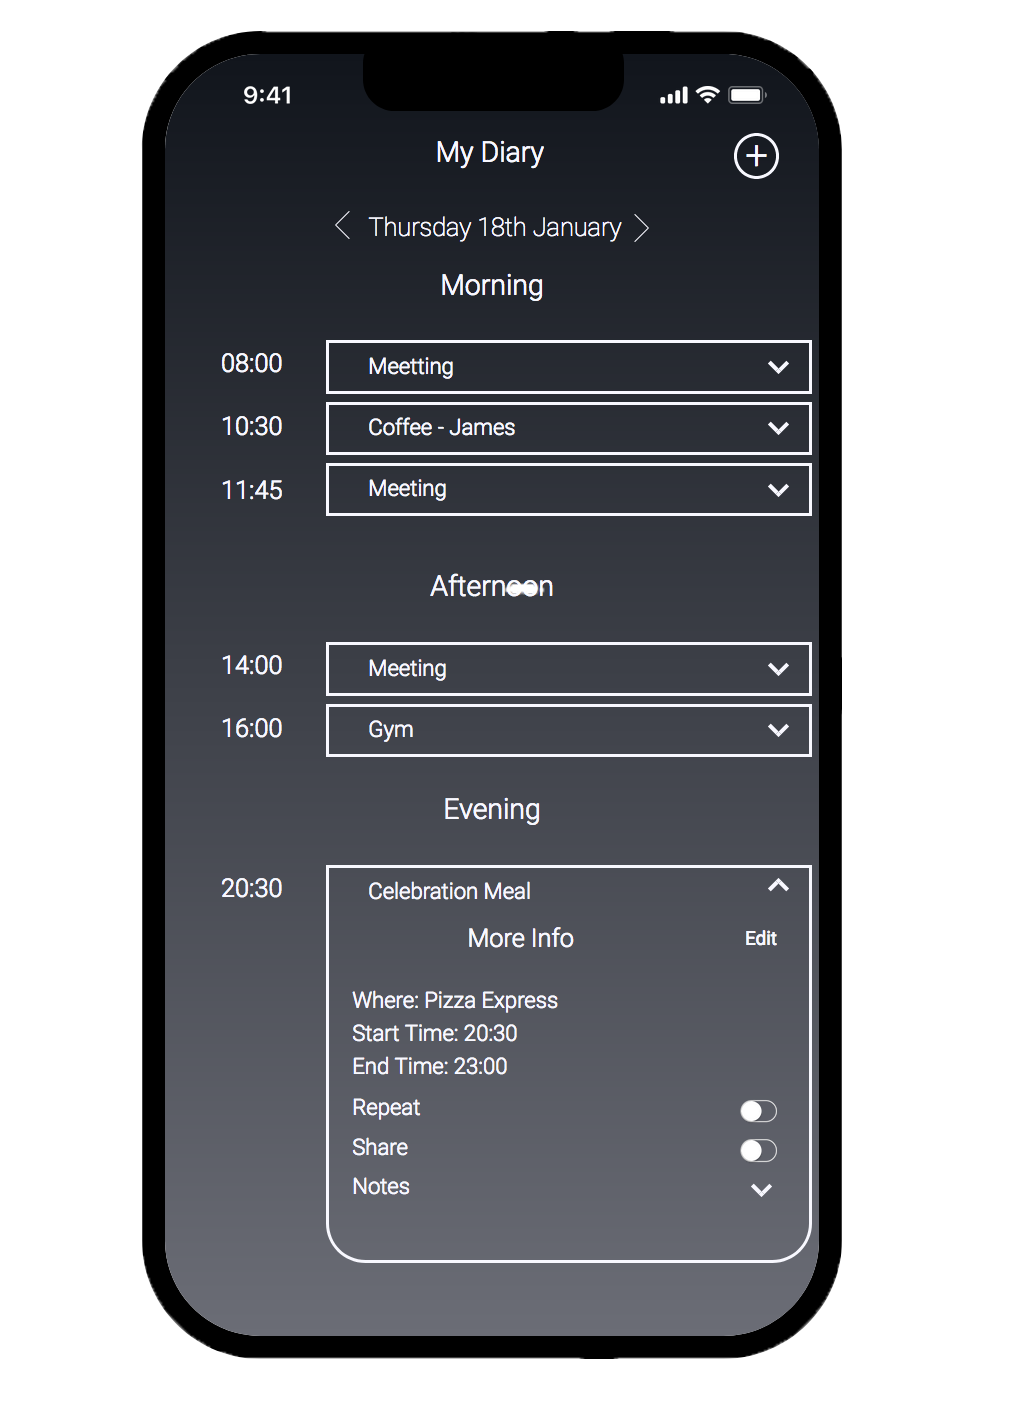 9:41
My Diary
Thursday 18th January
Morning
08:00 Meetting
10:30 Coffee - James
11:45 Meeting
Afternoon
14:00 Meeting
16:00 Gym
Evening
20:30 Celebration Meal
More Info Edit
Where: Pizza Express
Start Time: 20:30
End Time: 23:00
Repeat
Share
Notes